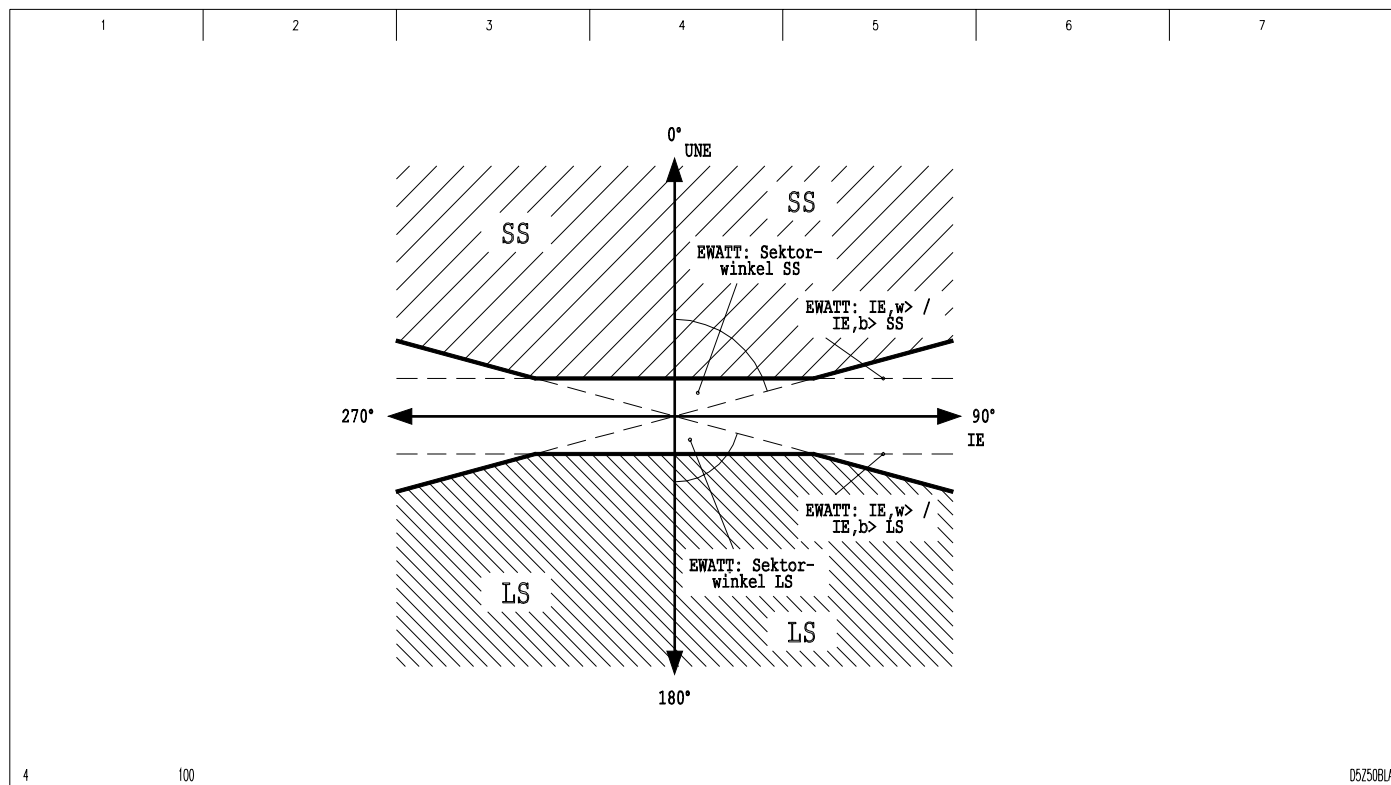 1 2 3 4 5 6 7
0°
UNE
SS
SS
EWATT: Sektor-
winkel SS
EWATT: IE,w> /
IE,b> SS
270°
90°
IE
EWATT: IE,w> /
IE,b> LS
EWATT: Sektor-
winkel LS
LS
LS
180°
4 100